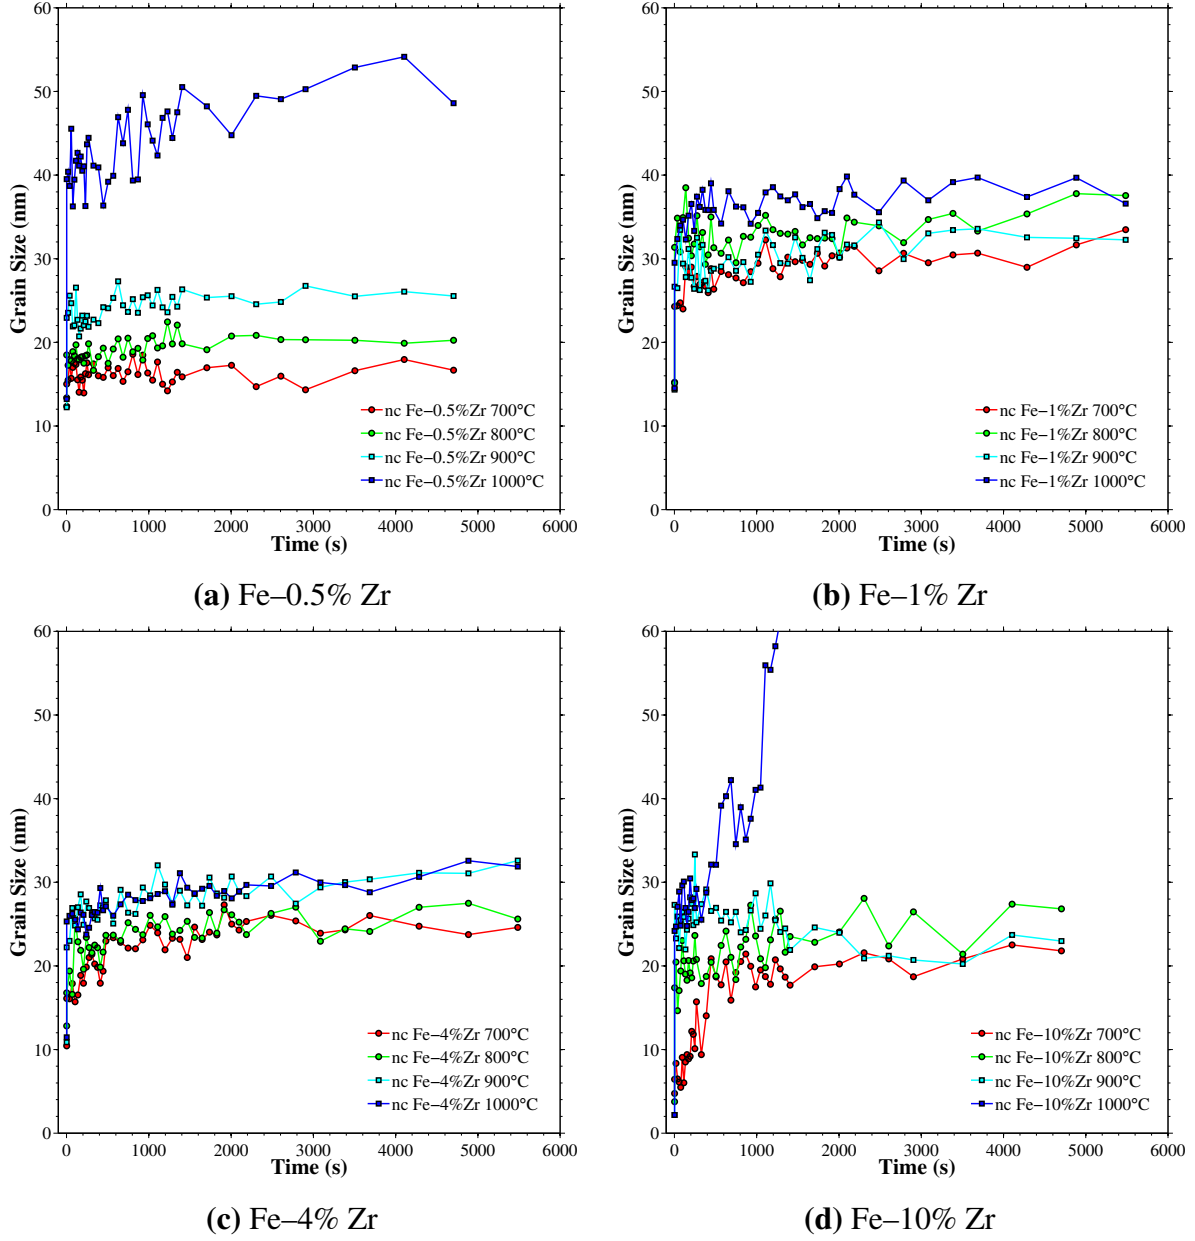 60
50
40
30
20
10
0
Grain Size (nm)
nc Fe–0.5%Zr 700°C
nc Fe–0.5%Zr 800°C
nc Fe–0.5%Zr 900°C
nc Fe–0.5%Zr 1000°C
0 1000 2000 3000 4000 5000 6000
Time (s)
(a) Fe–0.5% Zr
60
50
40
30
20
10
0
Grain Size (nm)
nc Fe–1%Zr 700°C
nc Fe–1%Zr 800°C
nc Fe–1%Zr 900°C
nc Fe–1%Zr 1000°C
0 1000 2000 3000 4000 5000 6000
Time (s)
(b) Fe–1% Zr
60
50
40
30
20
10
0
Grain Size (nm)
nc Fe–4%Zr 700°C
nc Fe–4%Zr 800°C
nc Fe–4%Zr 900°C
nc Fe–4%Zr 1000°C
0 1000 2000 3000 4000 5000 6000
Time (s)
(c) Fe–4% Zr
60
50
40
30
20
10
0
Grain Size (nm)
nc Fe–10%Zr 700°C
nc Fe–10%Zr 800°C
nc Fe–10%Zr 900°C
nc Fe–10%Zr 1000°C
0 1000 2000 3000 4000 5000 6000
Time (s)
(d) Fe–10% Zr